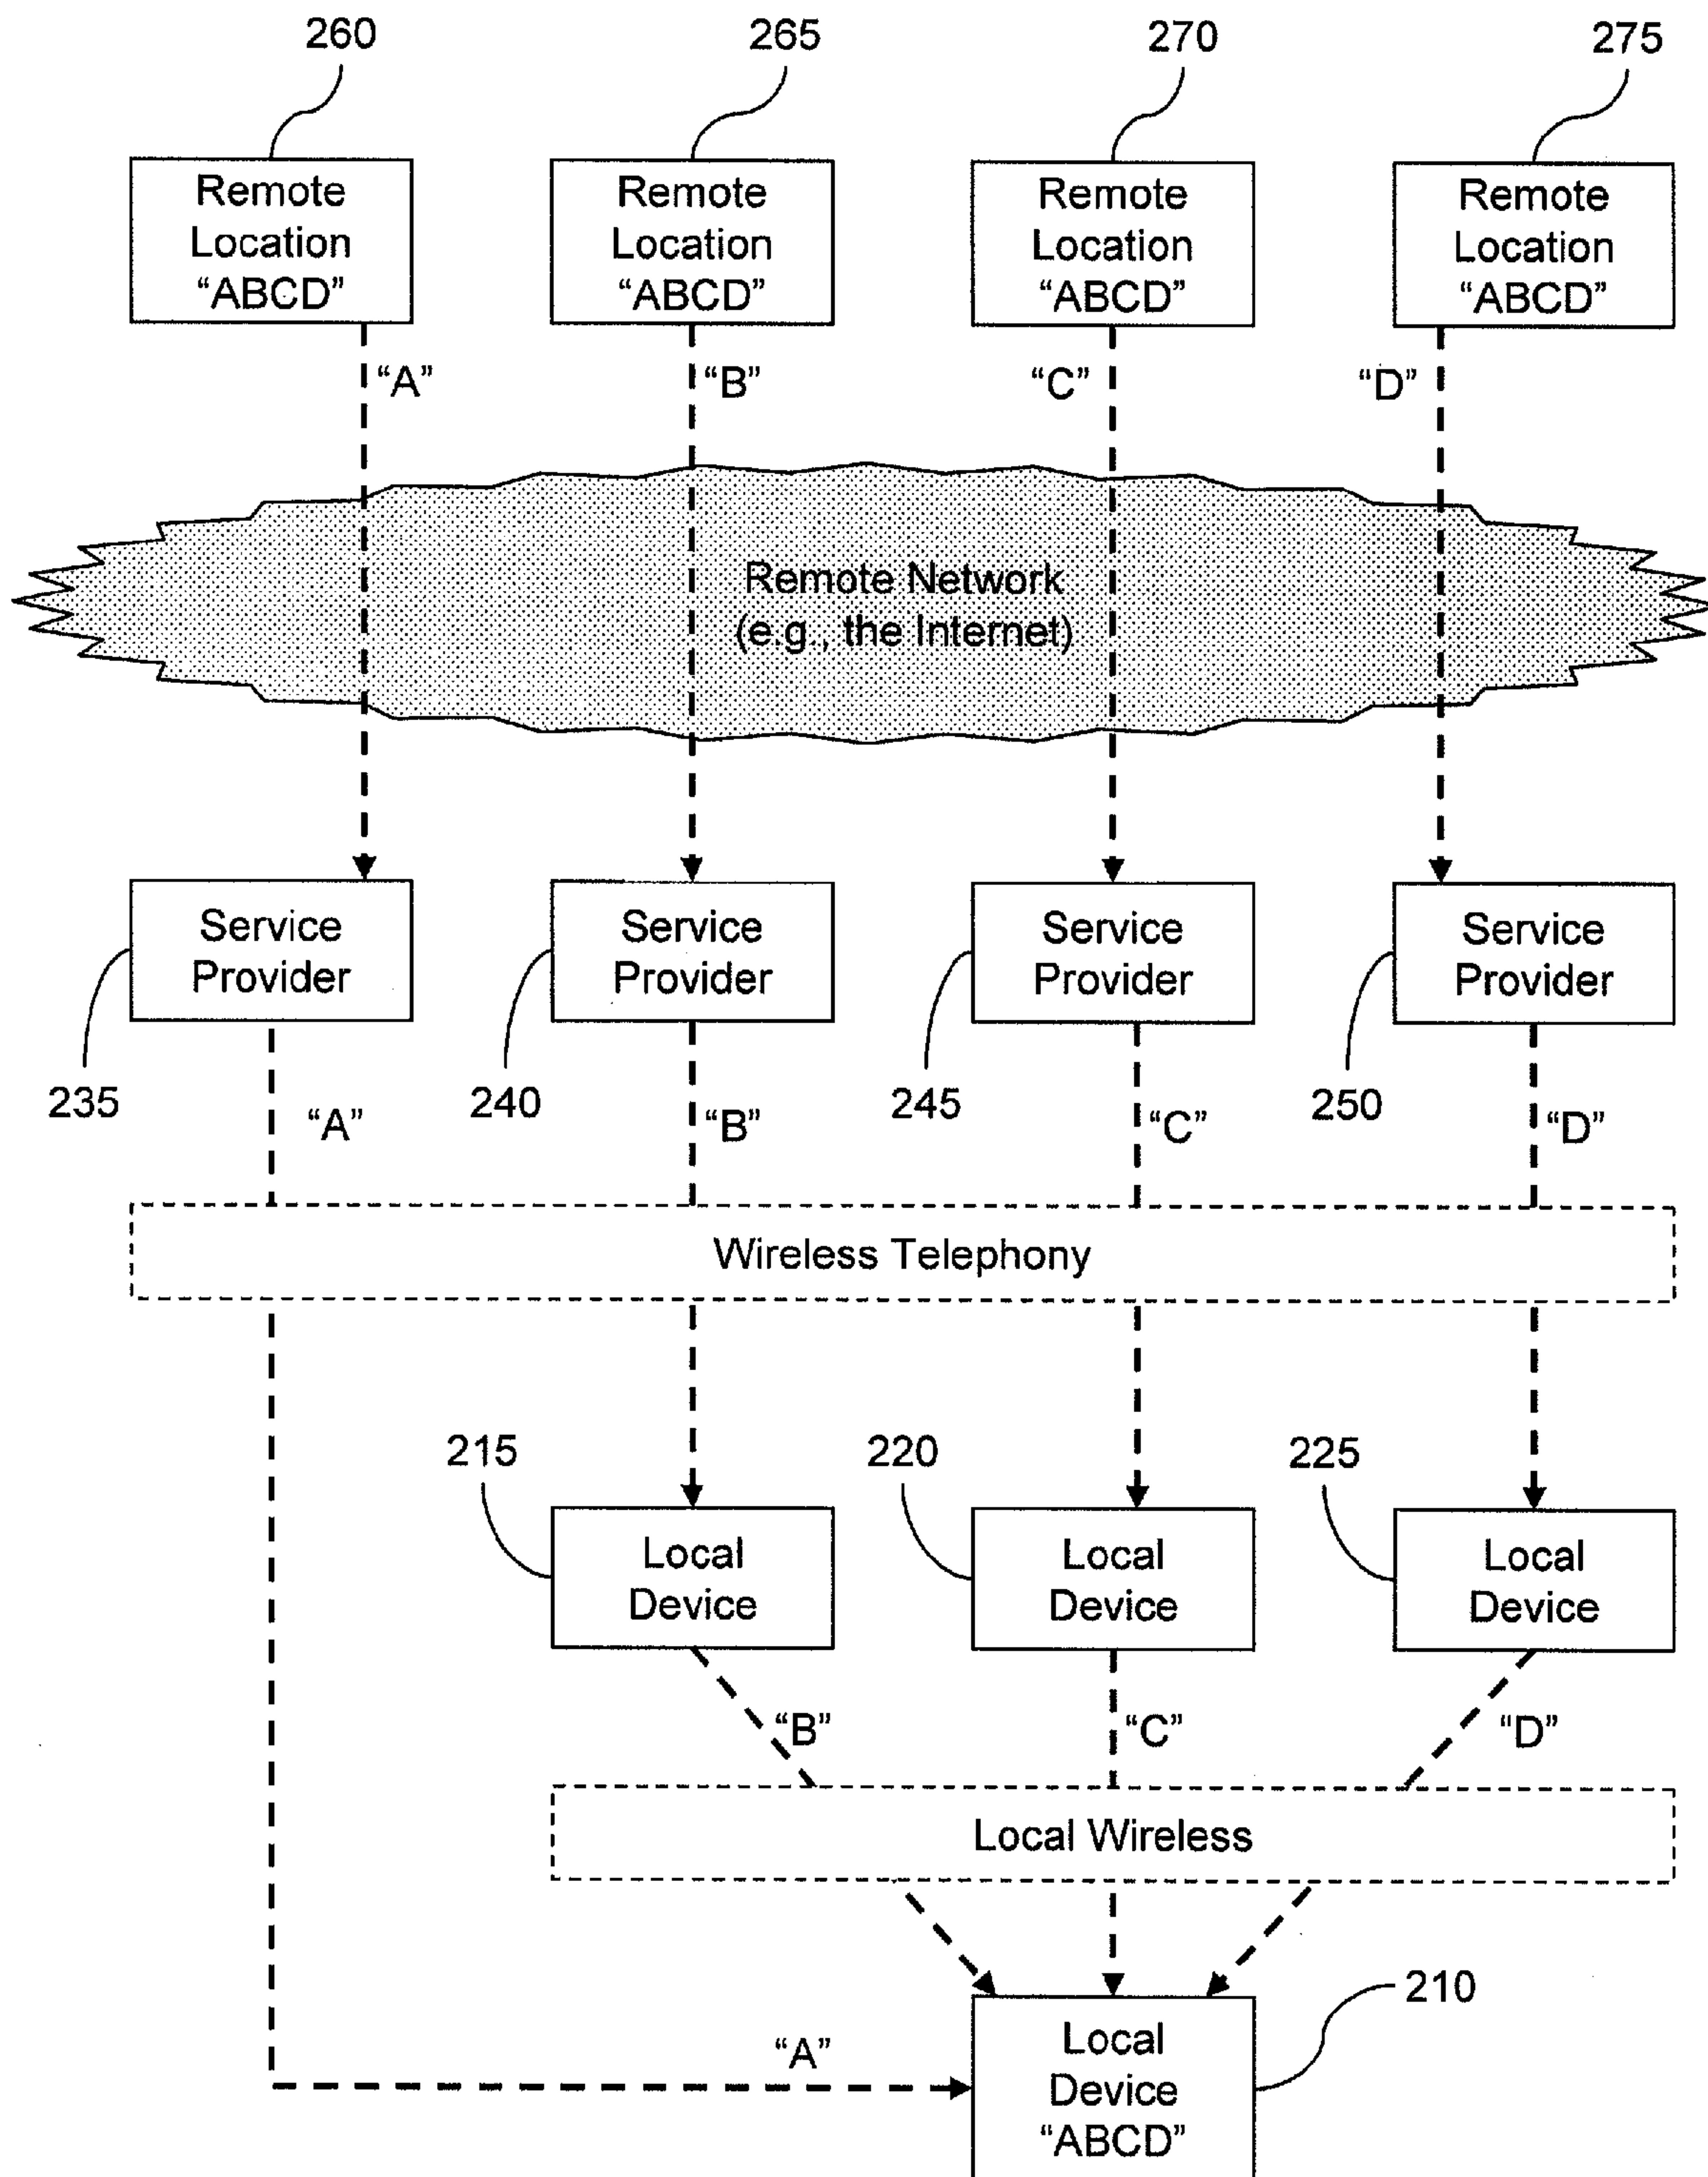 260
265
270
275
Remote
Location
“ABCD”
Remote
Location
“ABCD”
Remote
Location
“ABCD”
Remote
Location
“ABCD”
“A”
“B”
“C”
“D”
Remote Network
(e.g., the Internet)
Service
Provider
Service
Provider
Service
Provider
Service
Provider
235
240
245
250
“A”
“B”
“C”
“D”
Wireless Telephony
215
220
225
Local
Device
Local
Device
Local
Device
“B”
“C”
“D”
Local Wireless
210
“A”
Local
Device
“ABCD”